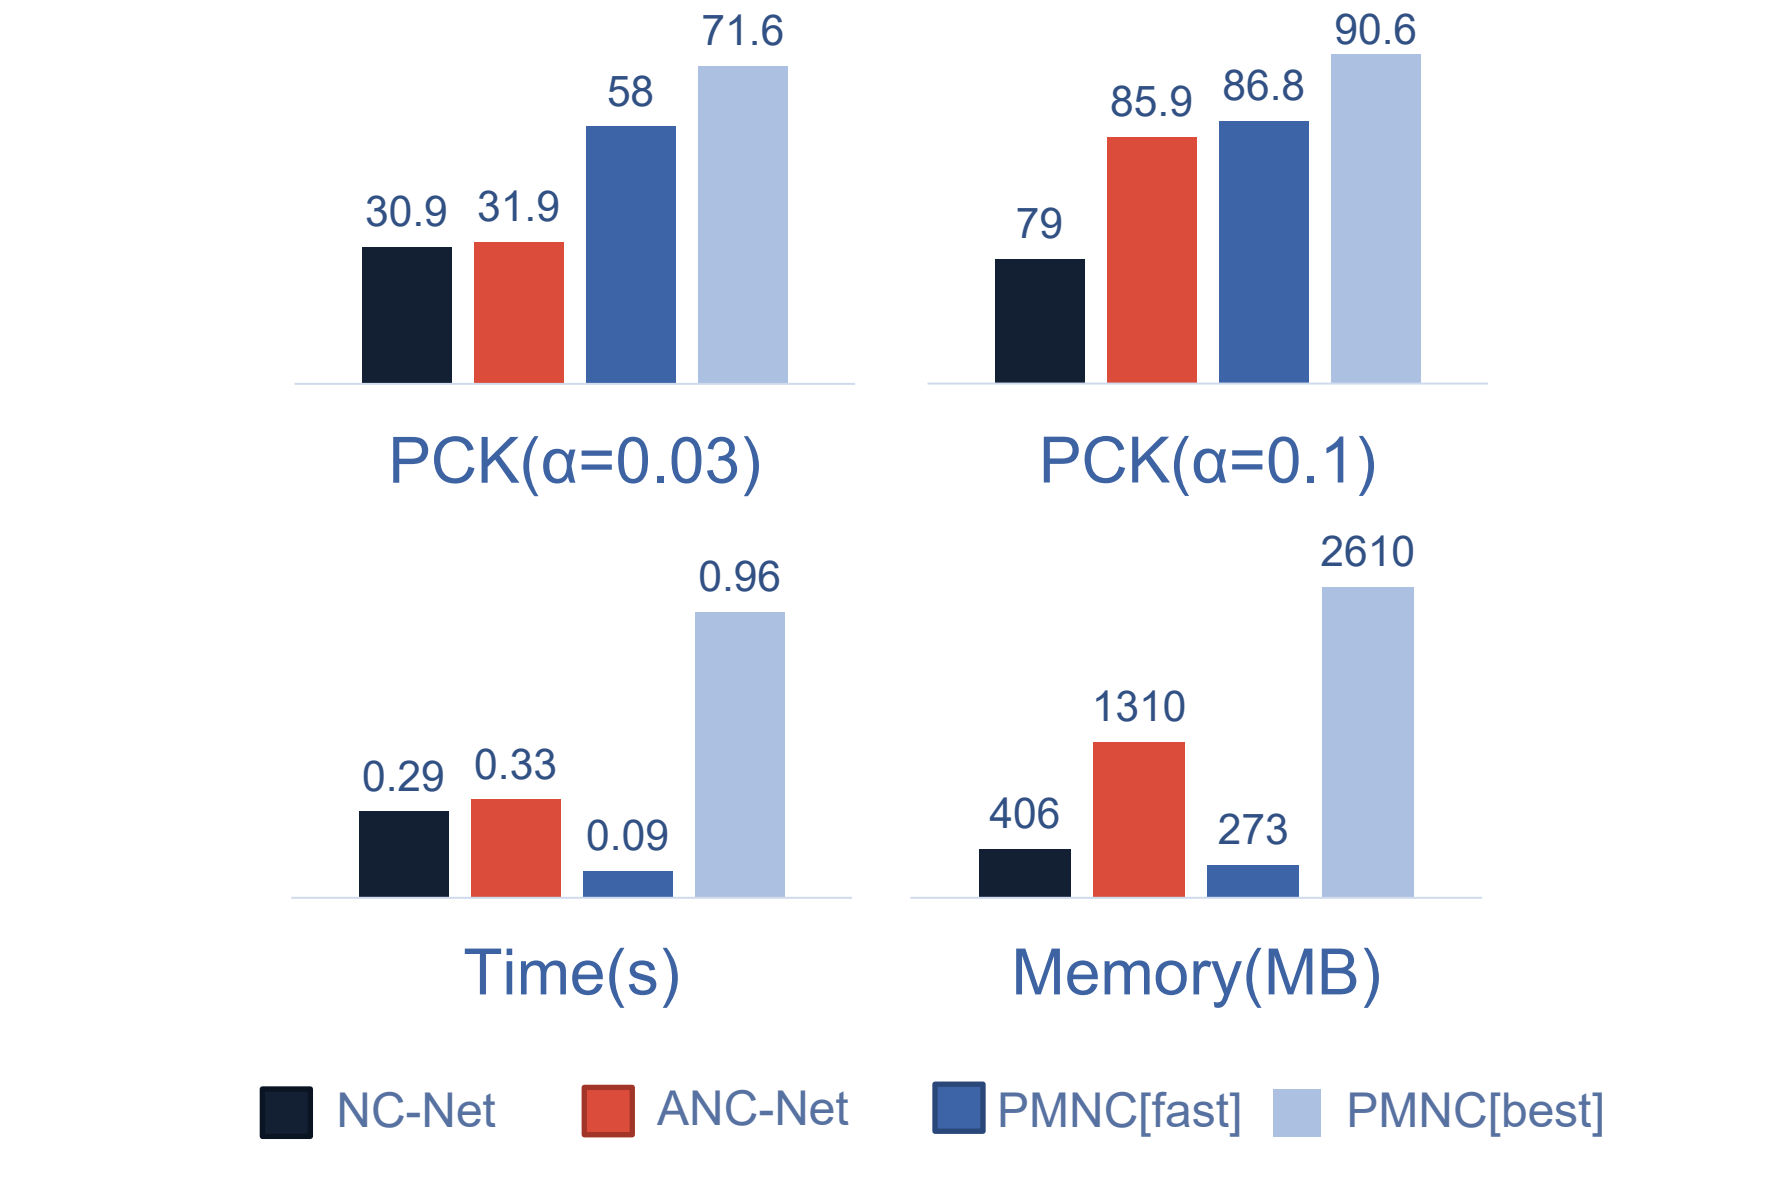 30.9 31.9 58 71.6
PCK(α=0.03)
79 85.9 86.8 90.6
PCK(α=0.1)
0.29 0.33 0.09 0.96
Time(s)
406 1310 273 2610
Memory(MB)
NC-Net ANC-Net PMNC[fast] PMNC[best]